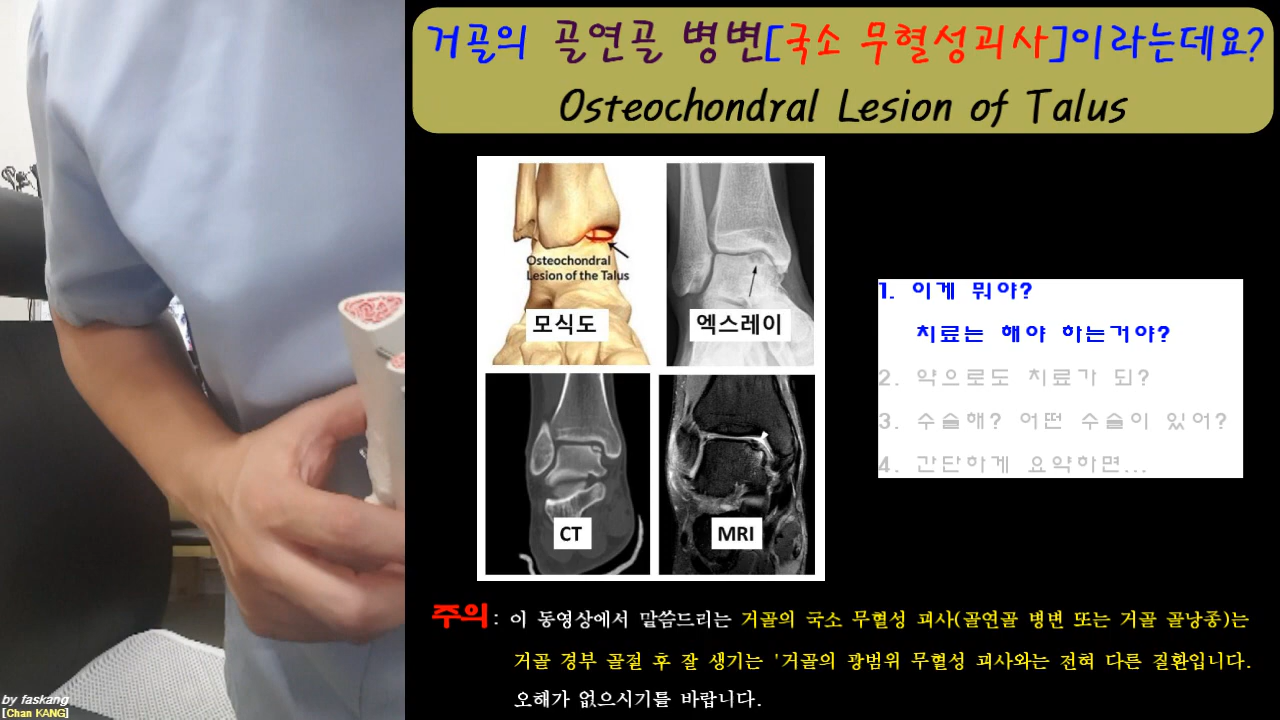 거골의 골연골 병변[국소 무혈성괴사]이라는데요?
Osteochondral Lesion of Talus
Osteochondral
Lesion of the Talus
모식도
엑스레이
CT
MRI
1. 이게 뭐야?
치료는 해야 하는거야?
2. 약으로도 치료가 되?
3. 수술해? 어떤 수술이 있어?
4. 간단하게 요약하면...
주의: 이 동영상에서 말씀드리는 거골의 국소 무혈성 괴사(골연골 병변 또는 거골 골낭종)는
거골 경부 골절 후 잘 생기는 '거골의 광범위 무혈성 괴사와는 전혀 다른 질환입니다.
오해가 없으시기를 바랍니다.
by faskang
[Chan KANG]